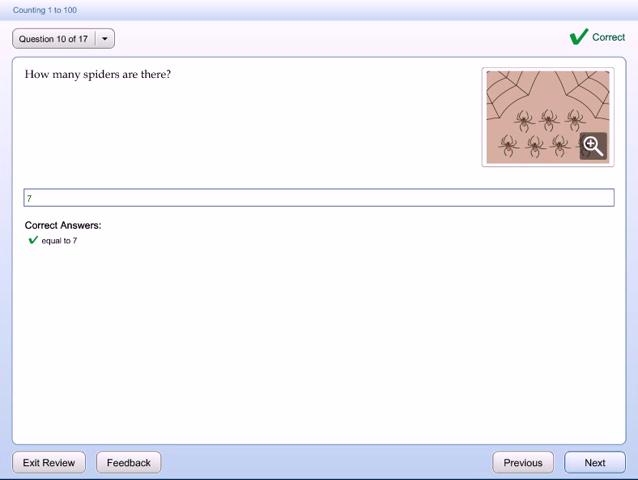 Counting 1 to 100
Question 10 of 17
Correct
How many spiders are there?
7
Correct Answers:
equal to 7
Exit Review
Feedback
Previous
Next